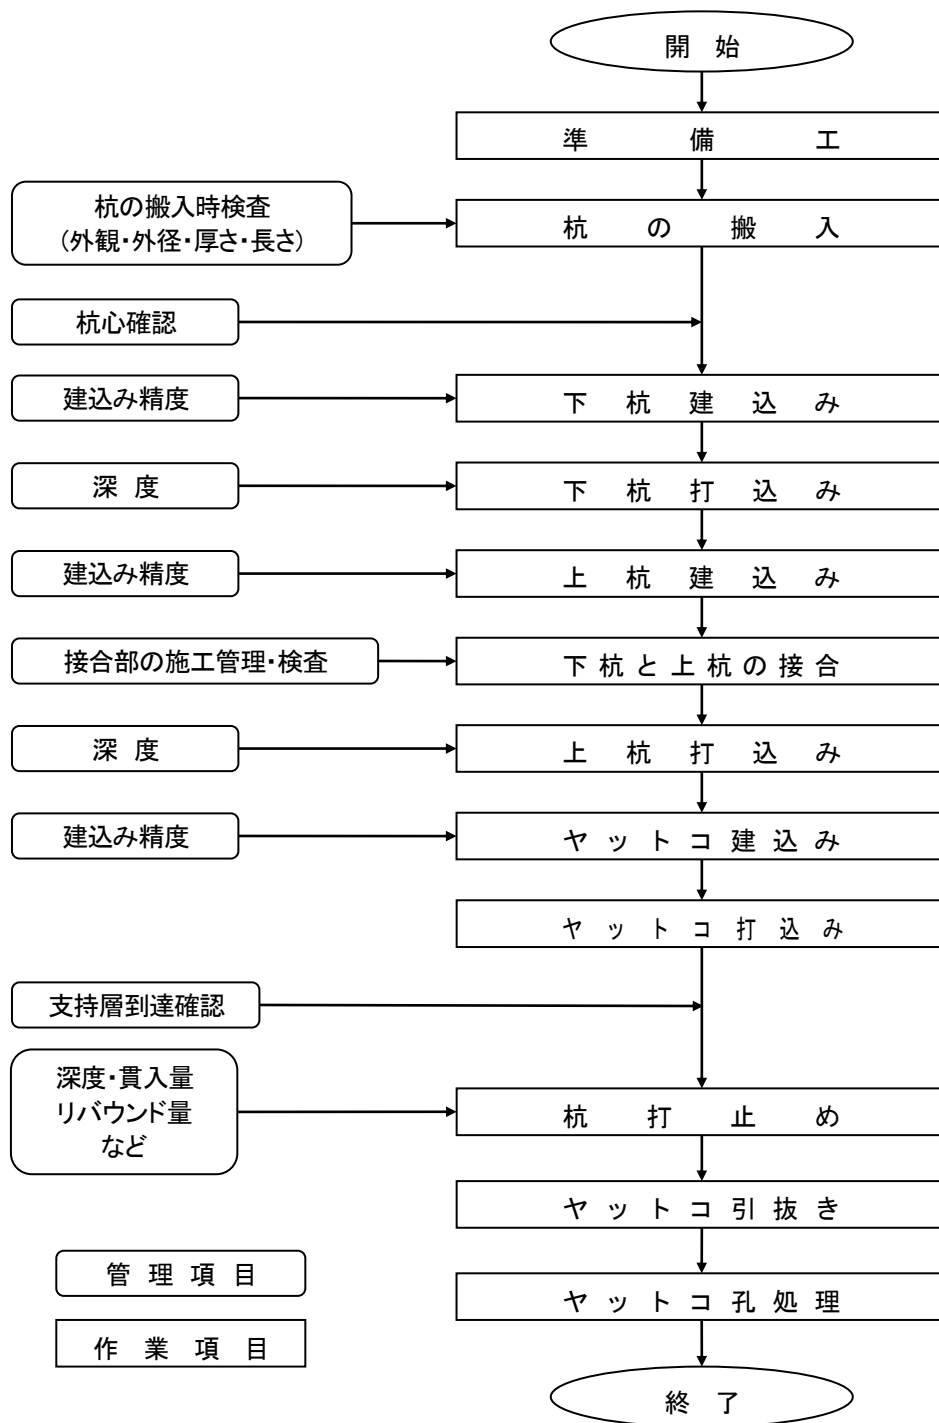 開 始
準 備 工
杭の搬入時検査
(外観・外径・厚さ・長さ)
杭 の 搬 入
杭心確認
建込み精度
下 杭 建 込 み
深 度
下 杭 打 込 み
建込み精度
上 杭 建 込 み
接合部の施工管理・検査
下 杭 と 上 杭 の 接 合
深 度
上 杭 打 込 み
建込み精度
ヤ ッ ト コ 建 込 み
ヤ ッ ト コ 打 込 み
支持層到達確認
深度・貫入量
リバウンド量
など
杭 打 止 め
ヤ ッ ト コ 引 抜 き
管 理 項 目
ヤ ッ ト コ 孔 処 理
作 業 項 目
終 了